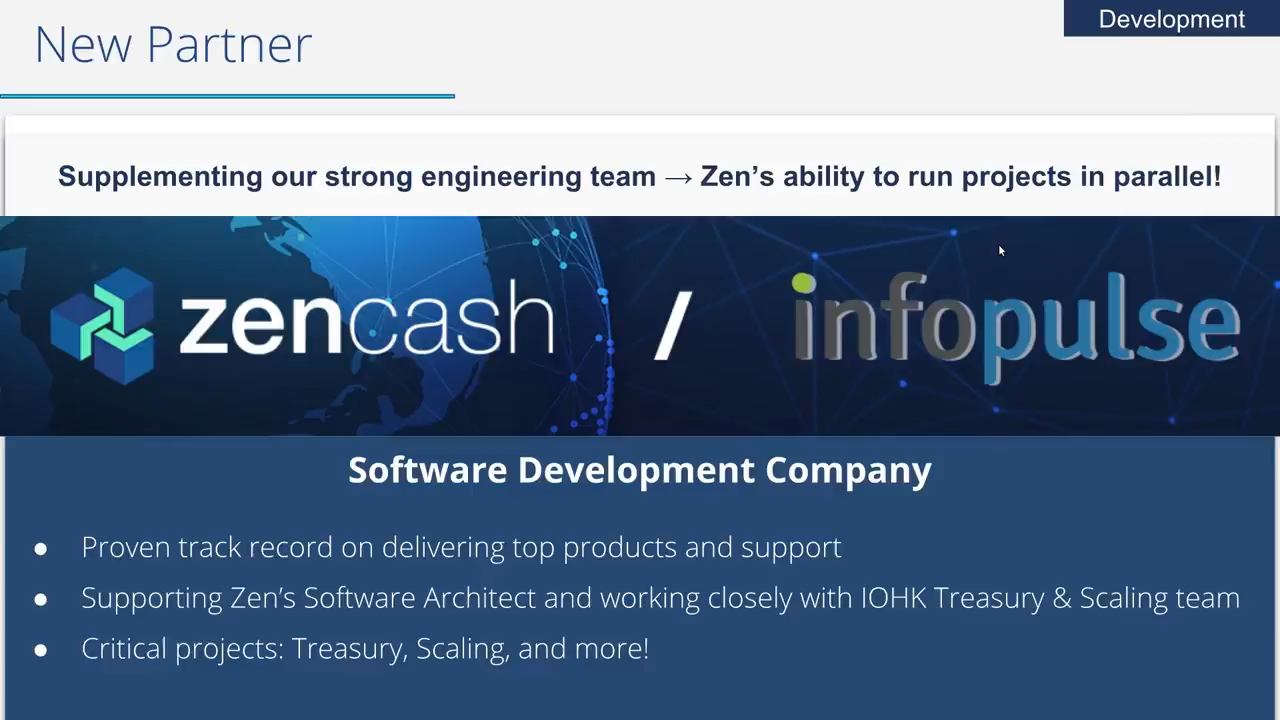 Development
New Partner
Supplementing our strong engineering team → Zen’s ability to run projects in parallel!
zencash / infopulse
Software Development Company
● Proven track record on delivering top products and support
● Supporting Zen’s Software Architect and working closely with IOHK Treasury & Scaling team
● Critical projects: Treasury, Scaling, and more!